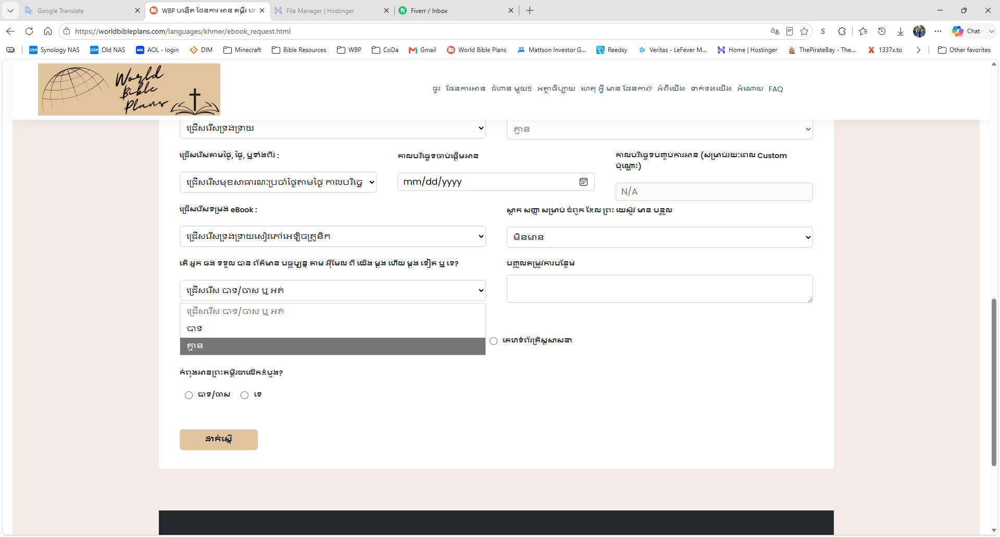 Google Translate
WBP បង្កើត ផែនការ អាន គម្ពីរ
File Manager | Hostinger
Fiverr / Inbox
https://worldbibleplans.com/languages/khmer/ebook_request.html
Chat
Synology NAS
Old NAS
AOL - login
DIM
Minecraft
Bible Resources
WBP
CoDa
Gmail
World Bible Plans
Mattson Investor G...
Reedsy
Veritas - LeFever M...
Home | Hostinger
ThePirateBay - The...
1337x.to
Other favorites
World
Bible
Plans
ផ្ទះ ផែនការអាន ជំហាន មួយៗ អត្ថាធិប្បាយ ហេតុ អ្វី មាន ផែនការ? អំពីយើង ទាក់ទងយើង អំណោយ FAQ
ជ្រើសរើសទ្រង់ទ្រាយ
គ្មាន
ជ្រើសរើសតាមថ្ងៃ, ថ្ងៃ, ឬទាំងពីរ :
កាលបរិច្ឆេទចាប់ផ្តើមអាន
កាលបរិច្ឆេទបញ្ចប់ការអាន (សម្រាប់រយៈពេល Custom
ប៉ុណ្ណោះ)
ជ្រើសរើសមុខសាធារណៈប្រចាំថ្ងៃតាមថ្ងៃ កាលបរិច្ឆេ
mm/dd/yyyy
N/A
ជ្រើសរើសទម្រង់ eBook :
ស្លាក សញ្ញា សម្រាប់ ជំពូក ដែល ព្រះ យេស៊ូវ មាន បន្ទូល
ជ្រើសរើសទ្រង់ទ្រាយសៀវភៅអេឡិចត្រូនិក
មិនមាន
តើ អ្នក ចង់ ទទួល បាន ព័ត៌មាន បច្ចុប្បន្ន តាម អ៊ីមែល ពី យើង ម្តង ហើយ ម្តង ទៀត ឬ ទេ?
បញ្ចូលតម្រូវការបន្ថែម
ជ្រើសរើស បាទ/ចាស ឬ អត់
ជ្រើសរើស បាទ/ចាស ឬ អត់
បាទ
គ្មាន
គេហទំព័រគ្រិស្តសាសនា
កំពុងអានព្រះគម្ពីរជាលើកដំបូង?
បាទ/ចាស
ទេ
ដាក់ស្នើ